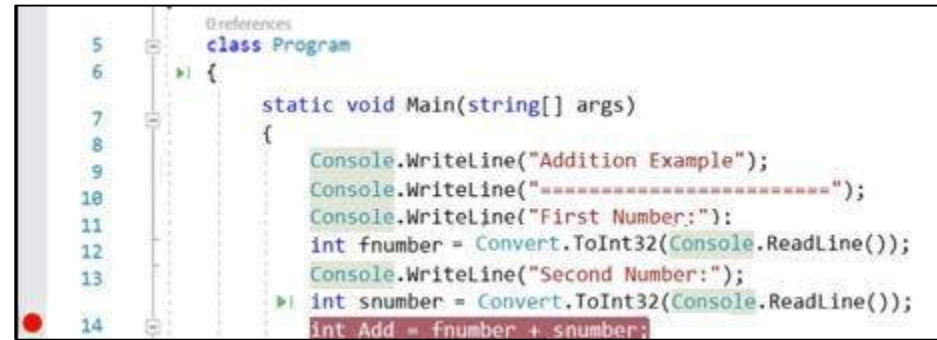 0 references
5 class Program
6 {
7 static void Main(string[] args)
8 {
9 Console.WriteLine("Addition Example");
10 Console.WriteLine("========================");
11 Console.WriteLine("First Number:"):
12 int fnumber = Convert.ToInt32(Console.ReadLine());
13 Console.WriteLine("Second Number:");
int snumber = Convert.ToInt32(Console.ReadLine());
14 int Add = fnumber + snumber;